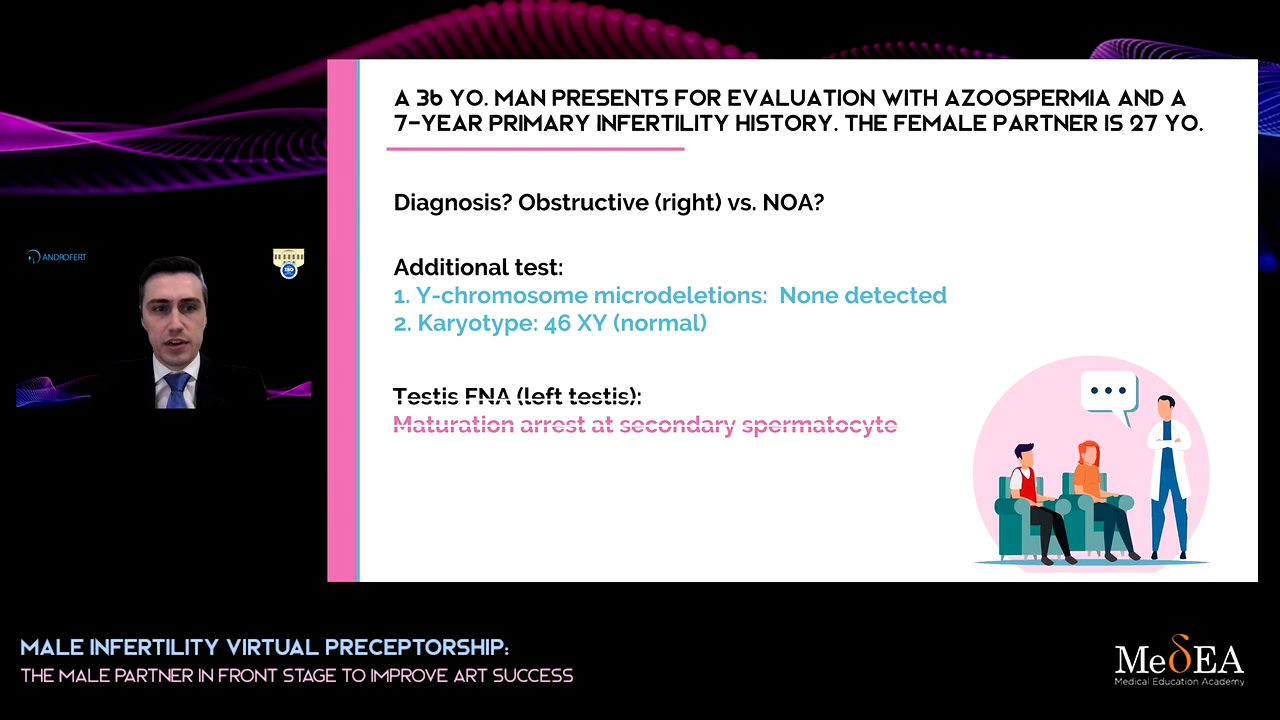 A 36 YO. MAN PRESENTS FOR EVALUATION WITH AZOOSPERMIA AND A
7-YEAR PRIMARY INFERTILITY HISTORY. THE FEMALE PARTNER IS 27 YO.
Diagnosis? Obstructive (right) vs. NOA?
Additional test:
1. Y-chromosome microdeletions: None detected
2. Karyotype: 46 XY (normal)
Testis FNA (left testis):
Maturation arrest at secondary spermatocyte
ANDROFERT
ISO
MALE INFERTILITY VIRTUAL PRECEPTORSHIP:
THE MALE PARTNER IN FRONT STAGE TO IMPROVE ART SUCCESS
MeδEA
Medical Education Academy